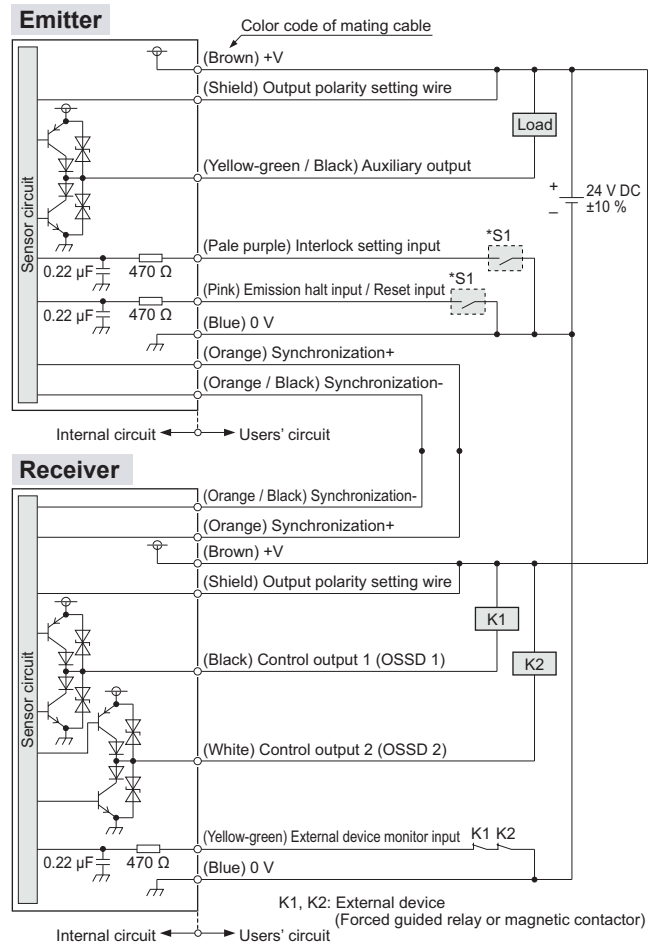 Emitter
Color code of mating cable
(Brown) +V
(Shield) Output polarity setting wire
Load
(Yellow-green / Black) Auxiliary output
+
–
24 V DC
±10 %
Sensor circuit
(Pale purple) Interlock setting input
*S1
0.22 µF
470 Ω
(Pink) Emission halt input / Reset input
*S1
0.22 µF
470 Ω
(Blue) 0 V
(Orange) Synchronization+
(Orange / Black) Synchronization-
Internal circuit
Users' circuit
Receiver
(Orange / Black) Synchronization-
(Orange) Synchronization+
(Brown) +V
(Shield) Output polarity setting wire
K1
Sensor circuit
(Black) Control output 1 (OSSD 1)
K2
(White) Control output 2 (OSSD 2)
(Yellow-green) External device monitor input
K1 K2
0.22 µF
470 Ω
(Blue) 0 V
K1, K2: External device
(Forced guided relay or magnetic contactor)
Internal circuit
Users' circuit